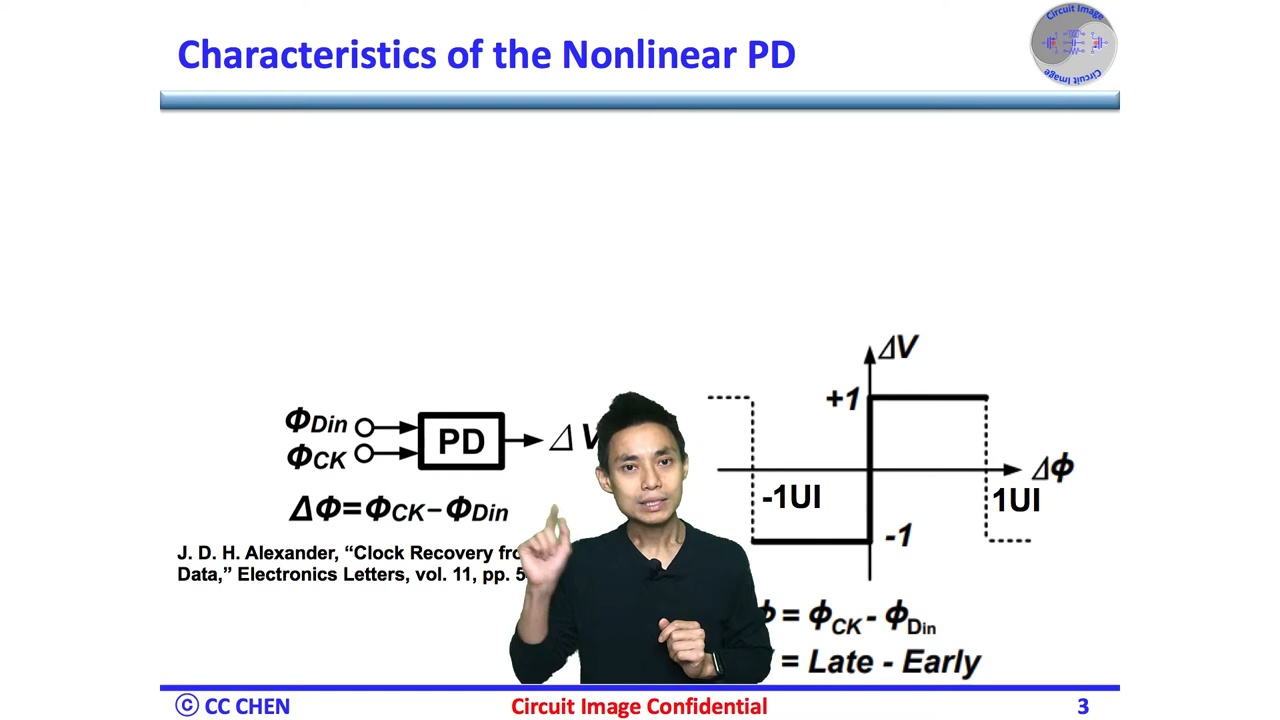 Characteristics of the Nonlinear PD
Circuit Image
Circuit Image
ΔV
+1
ΦDin
ΦCK
PD
Δ V
Δϕ
-1UI
1UI
ΔΦ=ΦCK−ΦDin
-1
J. D. H. Alexander, “Clock Recovery
Data,” Electronics Letters, vol. 11, pp. 5
= ϕCK - ϕDin
= Late - Early
© CC CHEN
Circuit Image Confidential
3